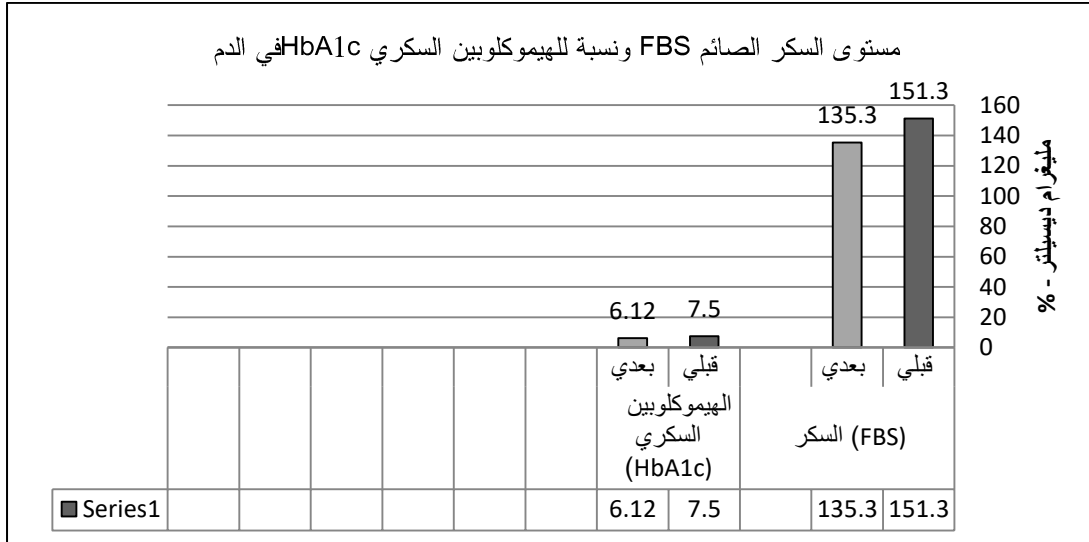 مستوى السكر الصائم FBS ونسبة للهيموكلوبين السكري HbA1cفي الدم
151.3
135.3
7.5
6.12
160
140
120
100
80
60
40
20
0
مليغرام ديسيلتر - %
قبلي
بعدي
قبلي
بعدي
السكر (FBS)
الهيموكلوبين
السكري
(HbA1c)
Series1
151.3
135.3
7.5
6.12